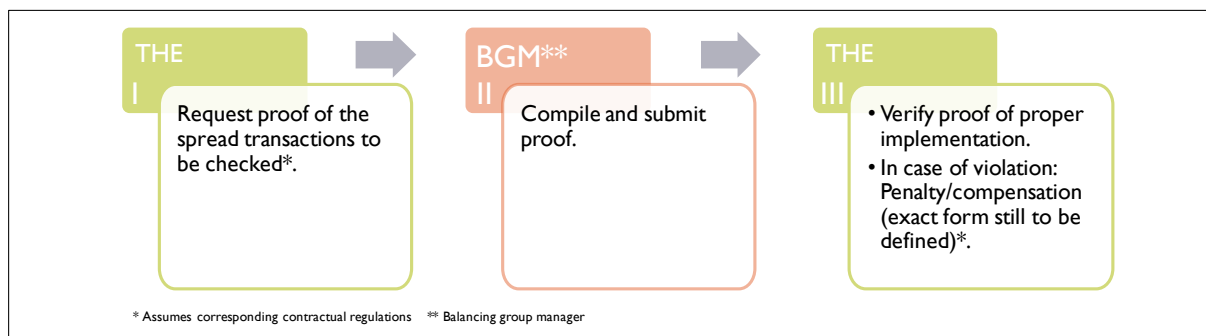 THE
I
Request proof of the
spread transactions to
be checked*.
BGM**
II
Compile and submit
proof.
THE
III
• Verify proof of proper
implementation.
• In case of violation:
Penalty/compensation
(exact form still to be
defined)*.
* Assumes corresponding contractual regulations ** Balancing group manager